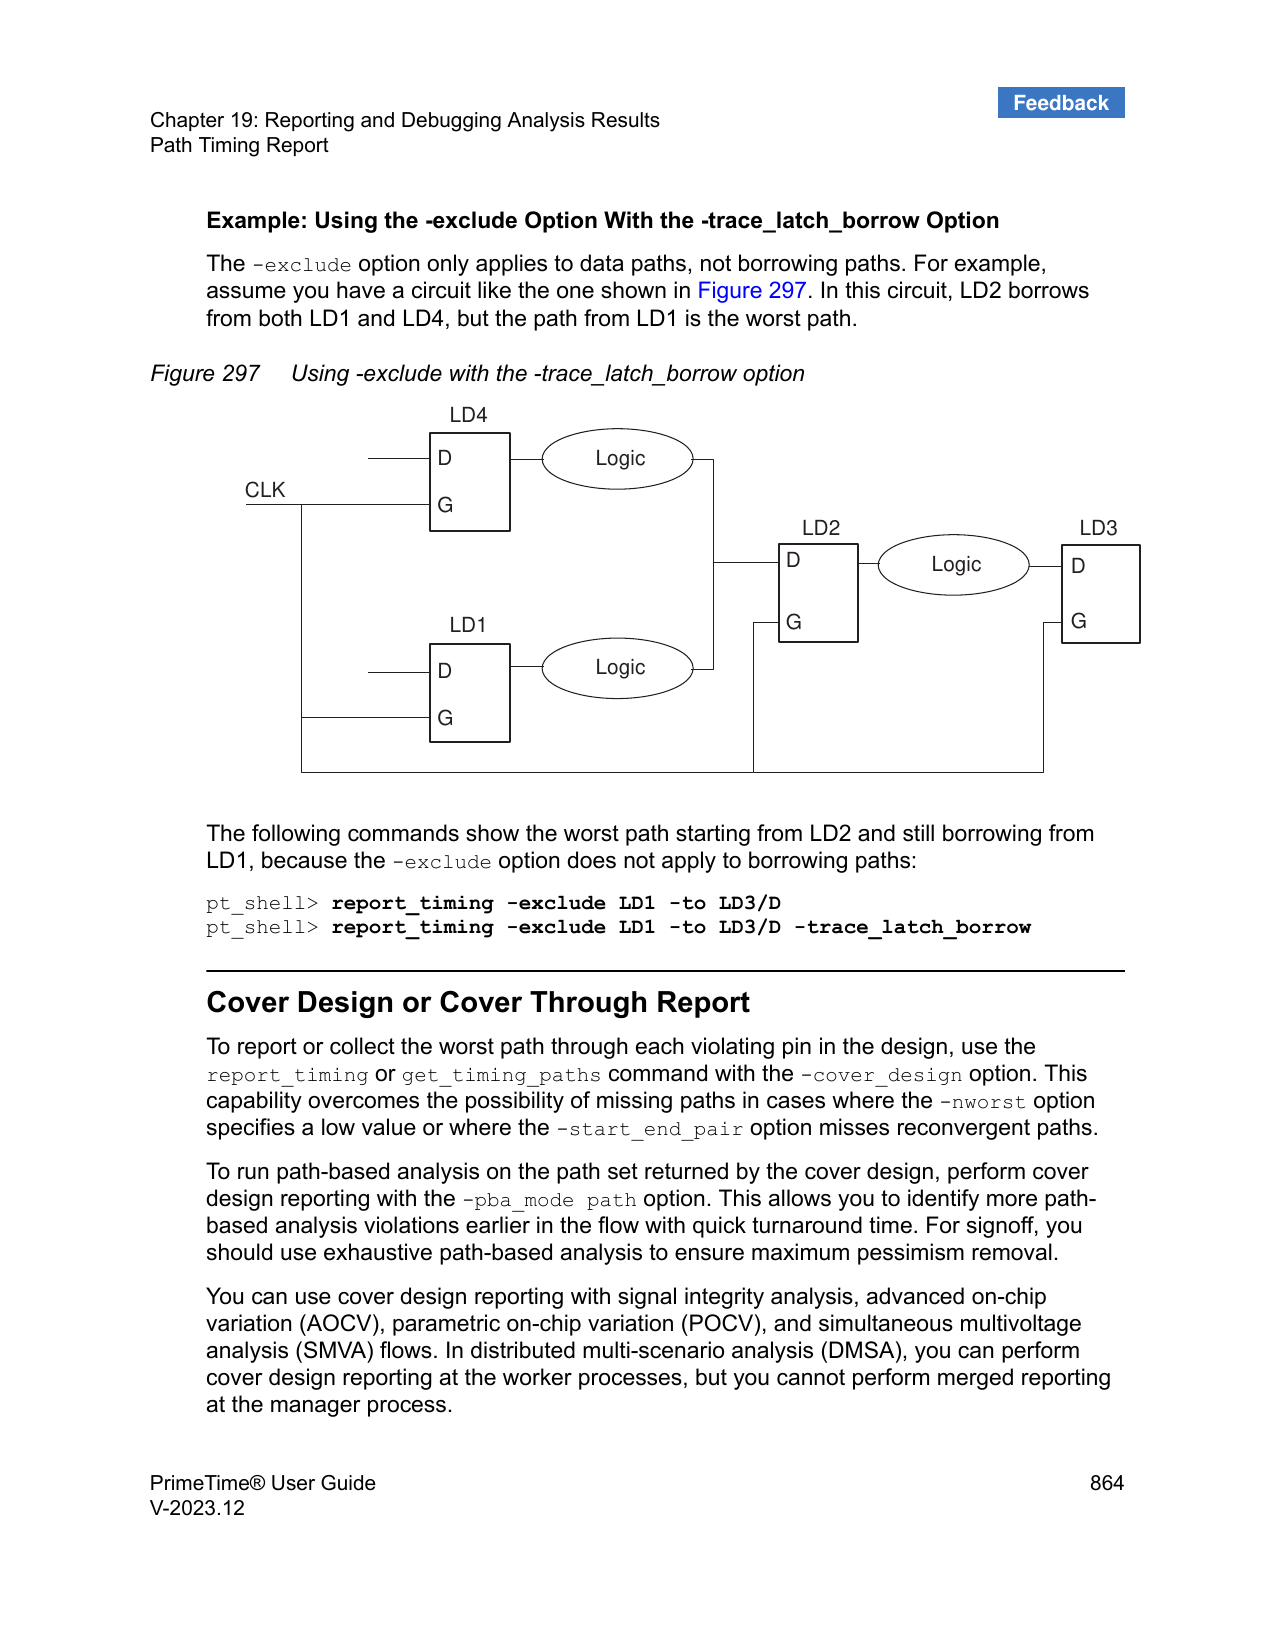 Feedback
Chapter 19: Reporting and Debugging Analysis Results
Path Timing Report
Example: Using the -exclude Option With the -trace_latch_borrow Option
The -exclude option only applies to data paths, not borrowing paths. For example,
assume you have a circuit like the one shown in Figure 297. In this circuit, LD2 borrows
from both LD1 and LD4, but the path from LD1 is the worst path.
Figure 297 Using -exclude with the -trace_latch_borrow option
LD4
D
Logic
CLK
G
LD2
LD3
D
Logic
D
G
G
LD1
D
Logic
G
The following commands show the worst path starting from LD2 and still borrowing from
LD1, because the -exclude option does not apply to borrowing paths:
pt_shell> report_timing -exclude LD1 -to LD3/D
pt_shell> report_timing -exclude LD1 -to LD3/D -trace_latch_borrow
Cover Design or Cover Through Report
To report or collect the worst path through each violating pin in the design, use the
report_timing or get_timing_paths command with the -cover_design option. This
capability overcomes the possibility of missing paths in cases where the -nworst option
specifies a low value or where the -start_end_pair option misses reconvergent paths.
To run path-based analysis on the path set returned by the cover design, perform cover
design reporting with the -pba_mode path option. This allows you to identify more path-
based analysis violations earlier in the flow with quick turnaround time. For signoff, you
should use exhaustive path-based analysis to ensure maximum pessimism removal.
You can use cover design reporting with signal integrity analysis, advanced on-chip
variation (AOCV), parametric on-chip variation (POCV), and simultaneous multivoltage
analysis (SMVA) flows. In distributed multi-scenario analysis (DMSA), you can perform
cover design reporting at the worker processes, but you cannot perform merged reporting
at the manager process.
PrimeTime® User Guide
864
V-2023.12